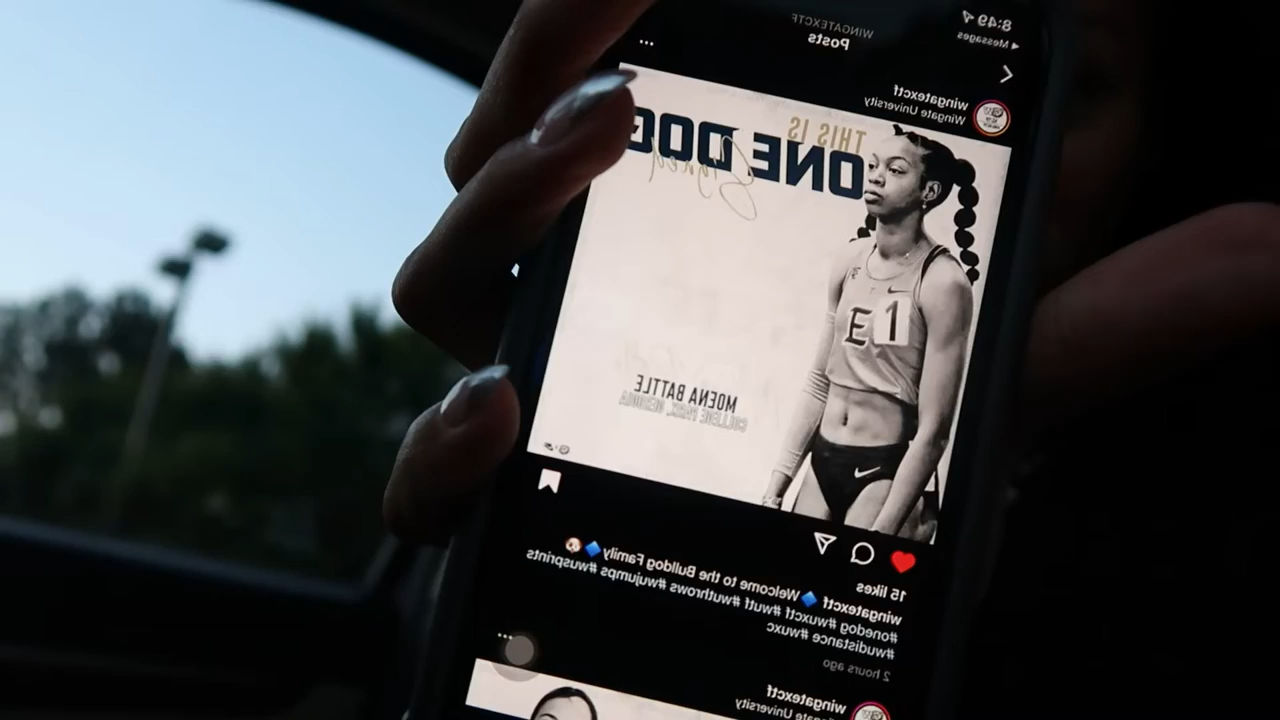 8:49
Messages
WINGATEXCTF
Posts
wingatexctf
Wingate University
THIS IS
ONE DOG
Signed
E 1
MOENA BATTLE
COLLEGE PARK, GEORGIA
15 likes
wingatexctf 🔷 Welcome to the Bulldog Family 🔷🐶
#onedog #wuxctf #wutf #wuthrows #wujumps #wusprints
#wudistance #wuxc
2 hours ago
wingatexctf
Wingate University